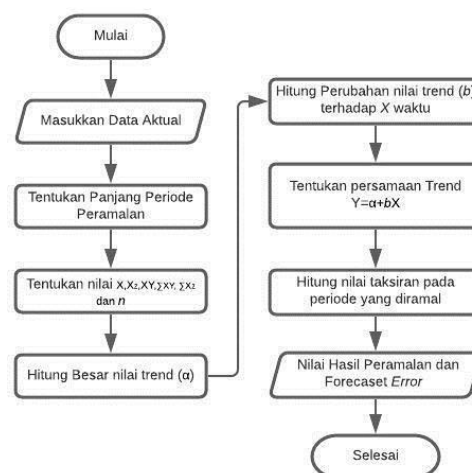 Mulai
Masukkan Data Aktual
Tentukan Panjang Periode
Peramalan
Tentukan nilai X,X₂,XY,∑XY, ∑X₂
dan n
Hitung Besar nilai trend (α)
Hitung Perubahan nilai trend (b)
terhadap X waktu
Tentukan persamaan Trend
Y=α+bX
Hitung nilai taksiran pada
periode yang diramal
Nilai Hasil Peramalan dan
Forecaset Error
Selesai